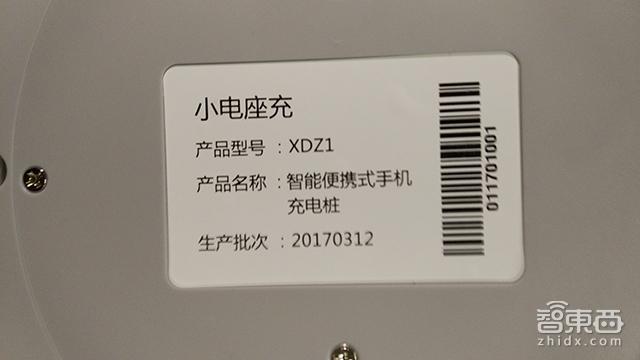 小电座充
产品型号 : XDZ1
产品名称 : 智能便携式手机
充电桩
生产批次 : 20170312
011701001
智東西
zhidx.com